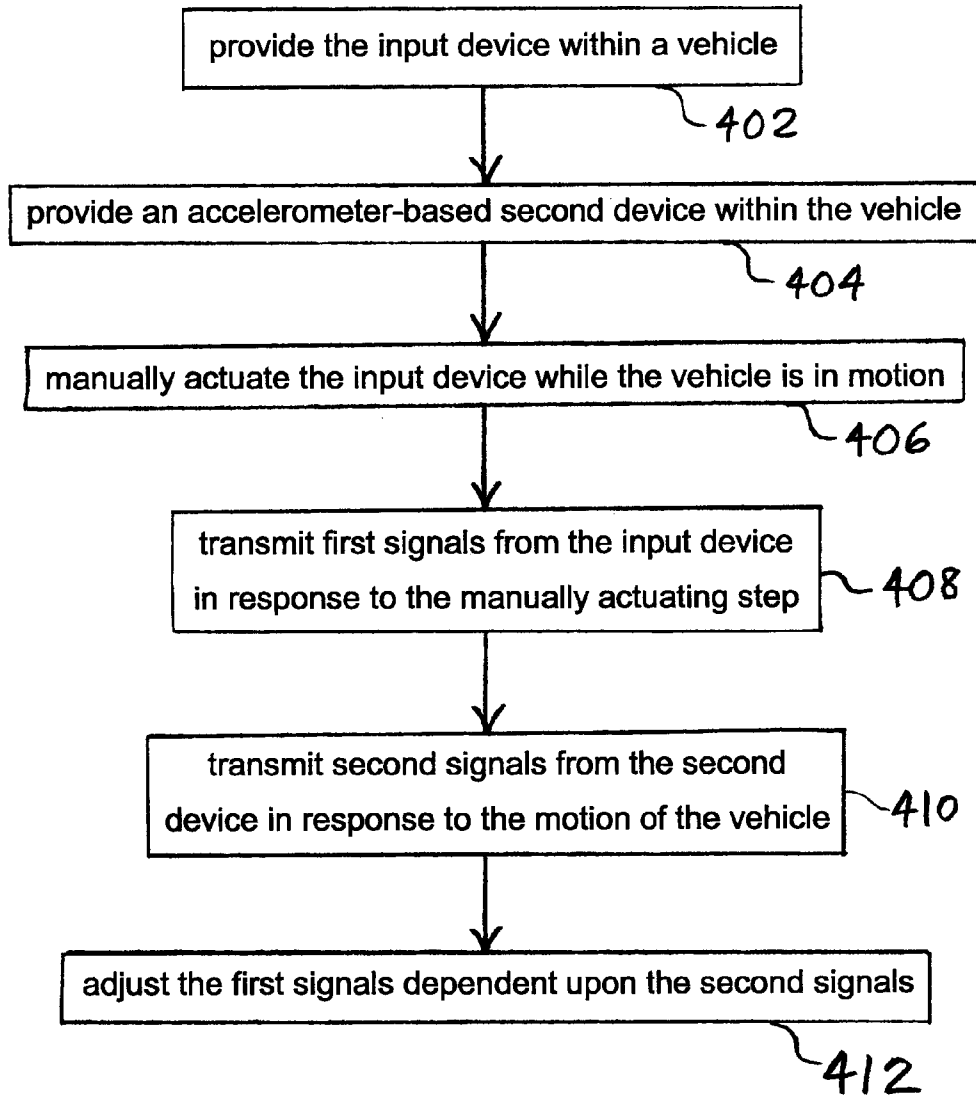 provide the input device within a vehicle
402
provide an accelerometer-based second device within the vehicle
404
manually actuate the input device while the vehicle is in motion
406
transmit first signals from the input device
in response to the manually actuating step
408
transmit second signals from the second
device in response to the motion of the vehicle
410
adjust the first signals dependent upon the second signals
412